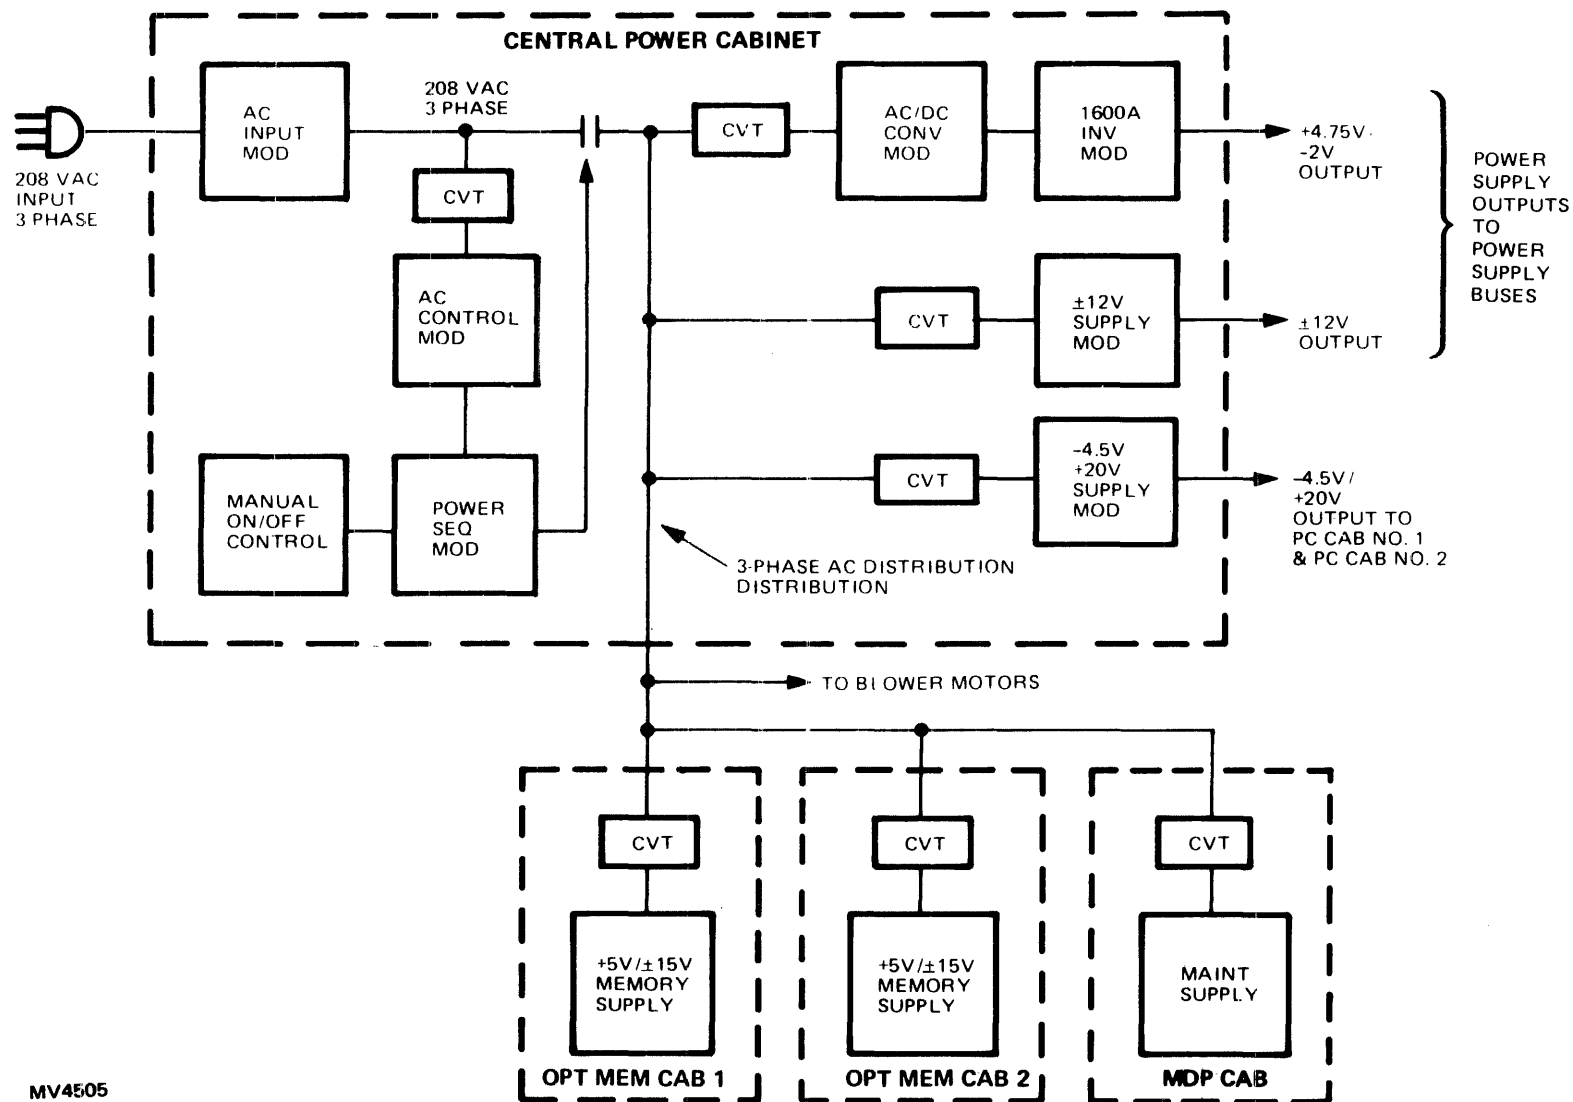 CENTRAL POWER CABINET
208 VAC
INPUT
3 PHASE
AC
INPUT
MOD
208 VAC
3 PHASE
CVT
AC
CONTROL
MOD
MANUAL
ON/OFF
CONTROL
POWER
SEQ
MOD
CVT
AC/DC
CONV
MOD
1600A
INV
MOD
+4.75V
-2V
OUTPUT
CVT
±12V
SUPPLY
MOD
±12V
OUTPUT
POWER
SUPPLY
OUTPUTS
TO
POWER
SUPPLY
BUSES
CVT
-4.5V
+20V
SUPPLY
MOD
-4.5V/
+20V
OUTPUT TO
PC CAB NO. 1
& PC CAB NO. 2
3-PHASE AC DISTRIBUTION
DISTRIBUTION
TO BLOWER MOTORS
CVT
+5V/±15V
MEMORY
SUPPLY
OPT MEM CAB 1
CVT
+5V/±15V
MEMORY
SUPPLY
OPT MEM CAB 2
CVT
MAINT
SUPPLY
MDP CAB
MV4505